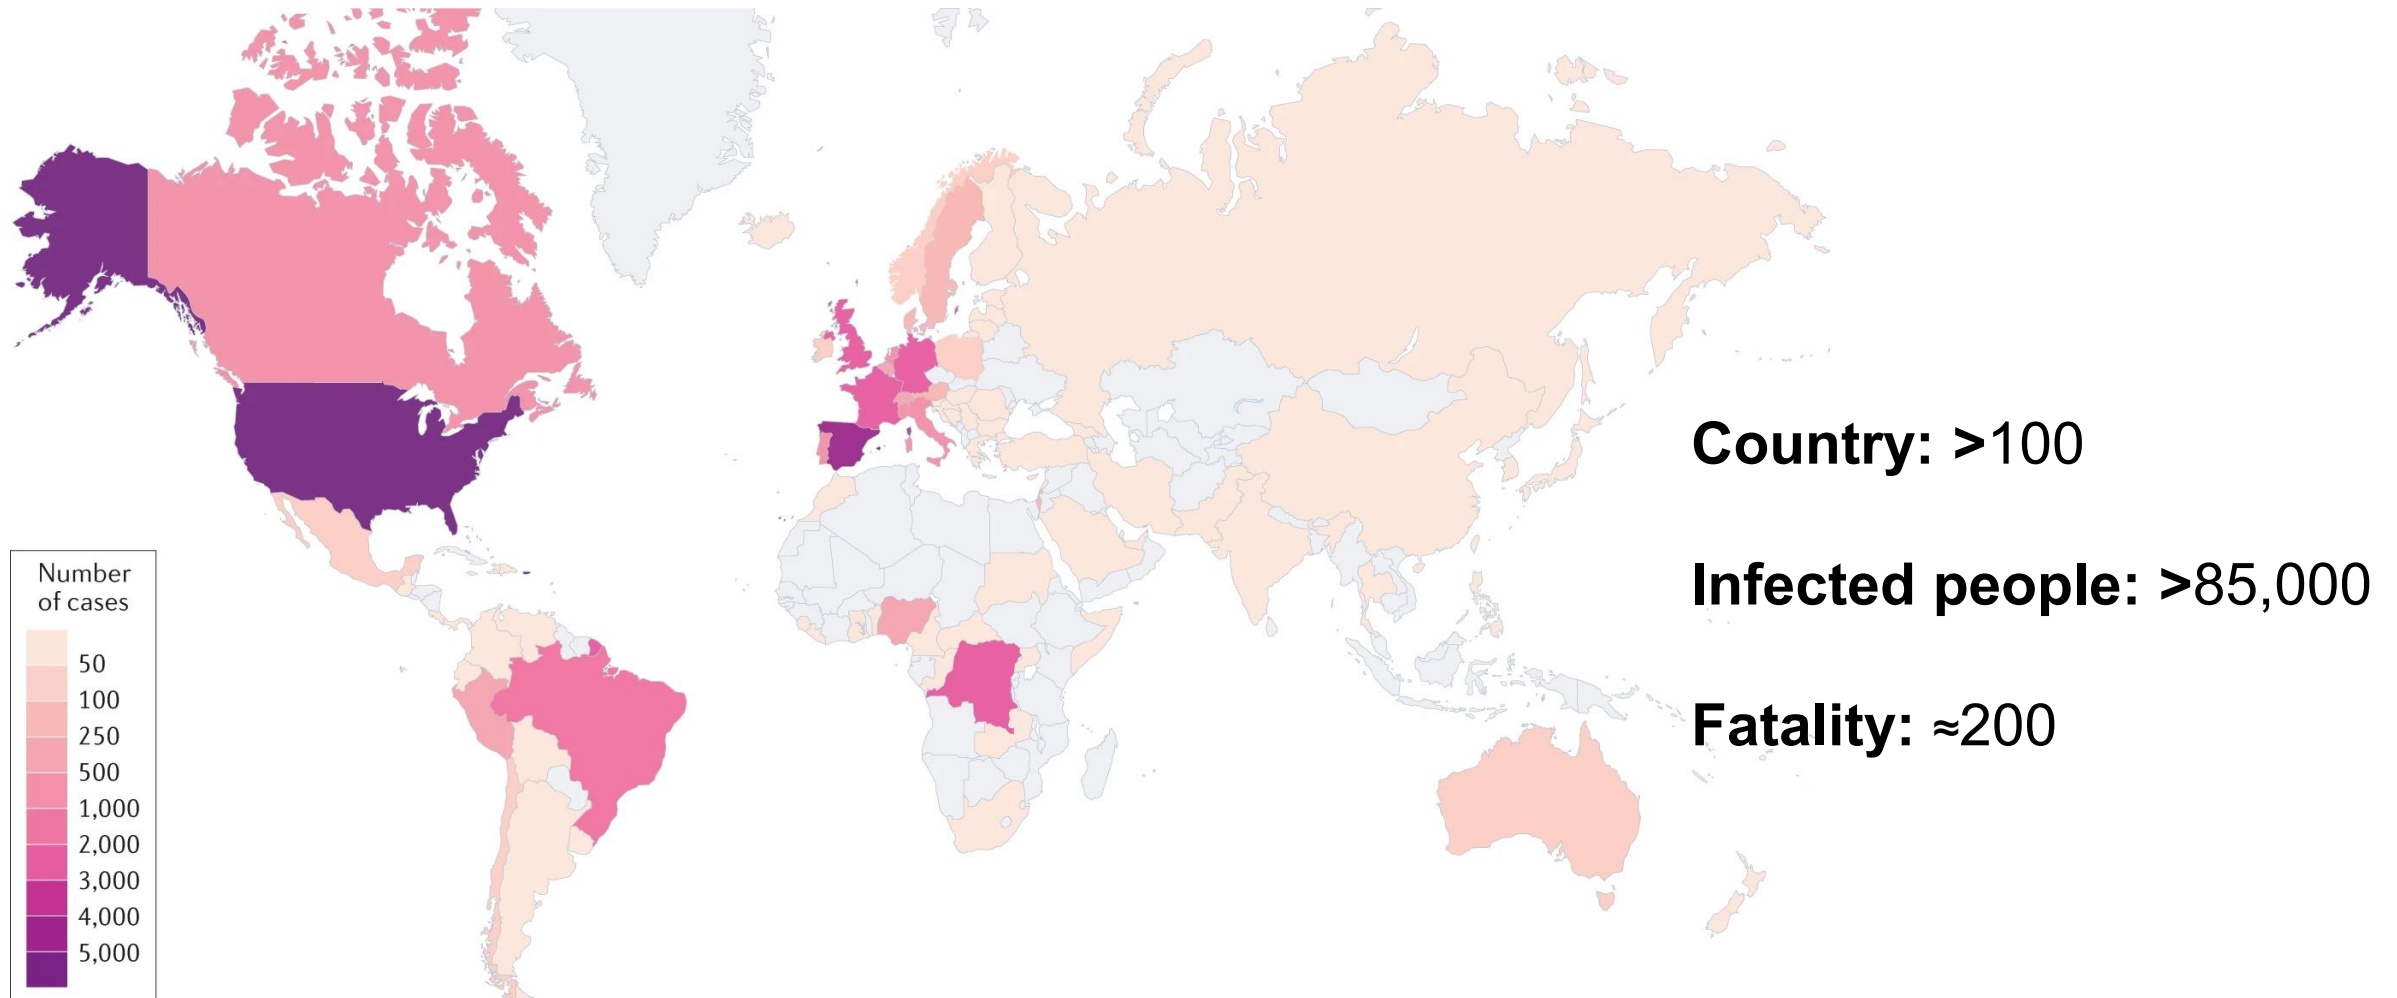 Country: >100
Infected people: >85,000
Fatality: ≈200
Number
of cases
50
100
250
500
1,000
2,000
3,000
4,000
5,000